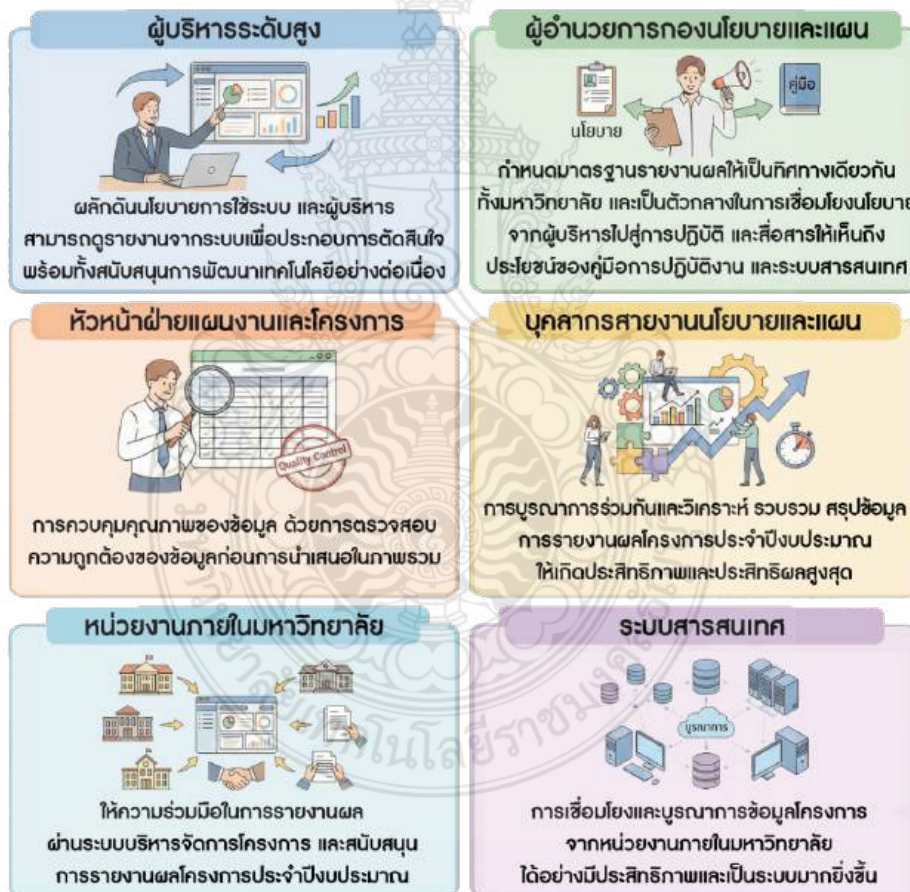 ผู้บริหารระดับสูง
ผลักดันนโยบายการใช้ระบบ และผู้บริหาร
สามารถดูรายงานจากระบบเพื่อประกอบการตัดสินใจ
พร้อมทั้งสนับสนุนการพัฒนาเทคโนโลยีอย่างต่อเนื่อง
ผู้อำนวยการกองนโยบายและแผน
นโยบาย
คู่มือ
กำหนดมาตรฐานรายงานผลให้เป็นทิศทางเดียวกัน
ทั้งมหาวิทยาลัย และเป็นตัวกลางในการเชื่อมโยงนโยบาย
จากผู้บริหารไปสู่การปฏิบัติ และสื่อสารให้เห็นถึง
ประโยชน์ของคู่มือการปฏิบัติงาน และระบบสารสนเทศ
หัวหน้าฝ่ายแผนงานและโครงการ
Quality Control
การควบคุมคุณภาพของข้อมูล ด้วยการตรวจสอบ
ความถูกต้องของข้อมูลก่อนการนำเสนอในภาพรวม
บุคลากรสายงานนโยบายและแผน
การบูรณาการร่วมกันและวิเคราะห์ รวบรวม สรุปข้อมูล
การรายงานผลโครงการประจำปีงบประมาณ
ให้เกิดประสิทธิภาพและประสิทธิผลสูงสุด
หน่วยงานภายในมหาวิทยาลัย
ให้ความร่วมมือในการรายงานผล
ผ่านระบบบริหารจัดการโครงการ และสนับสนุน
การรายงานผลโครงการประจำปีงบประมาณ
ระบบสารสนเทศ
บูรณาการ
การเชื่อมโยงและบูรณาการข้อมูลโครงการ
จากหน่วยงานภายในมหาวิทยาลัย
ได้อย่างมีประสิทธิภาพและเป็นระบบมากยิ่งขึ้น